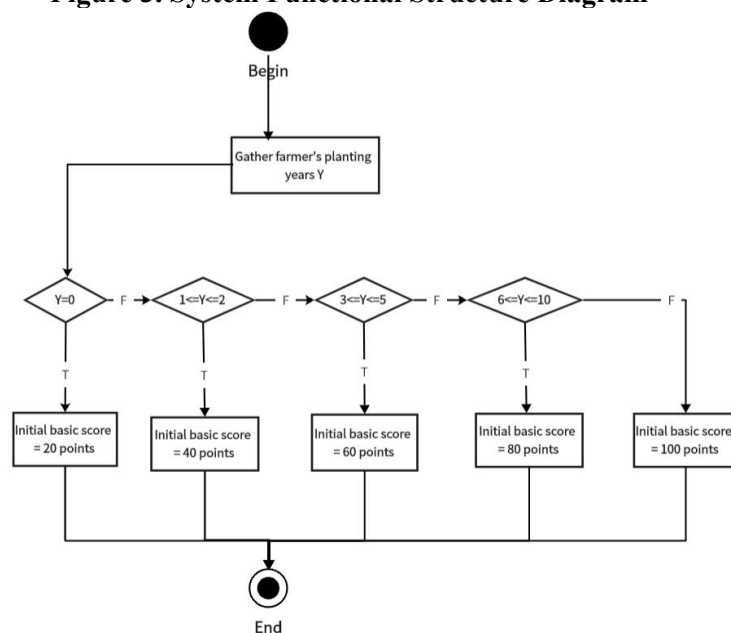 Figure 3. System Functional Structure Diagram
Begin
Gather farmer's planting
years Y
Y=0
F
1<=Y<=2
F
3<=Y<=5
F
6<=Y<=10
F
T
T
T
T
Initial basic score
= 20 points
Initial basic score
= 40 points
Initial basic score
= 60 points
Initial basic score
= 80 points
Initial basic score
= 100 points
End